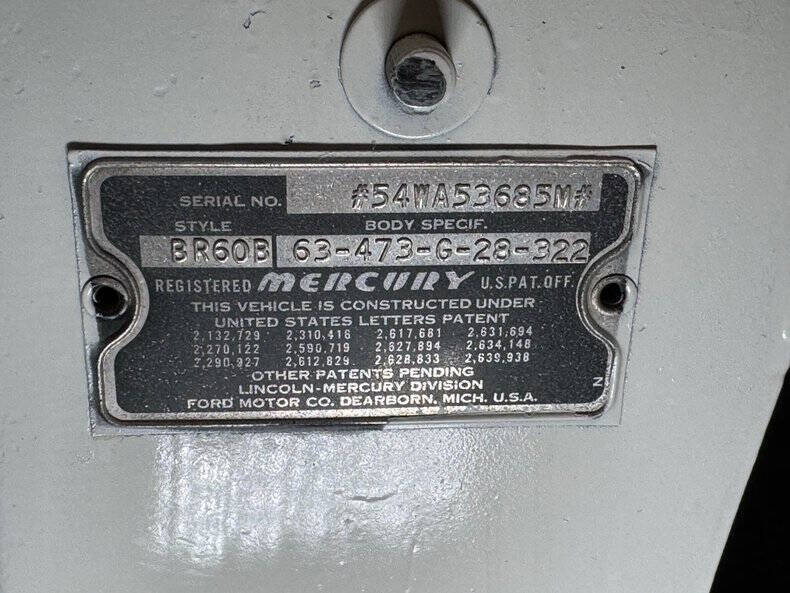 SERIAL NO. #54WA53685M#
STYLE BODY SPECIF.
BR60B 63-473-G-28-322
REGISTERED MERCURY U.S.PAT.OFF.
THIS VEHICLE IS CONSTRUCTED UNDER
UNITED STATES LETTERS PATENT
2,132,729 2,310,416 2,617,681 2,631,694
2,270,122 2,590,719 2,627,894 2,634,148
2,290,927 2,612,829 2,628,833 2,639,938
OTHER PATENTS PENDING
LINCOLN-MERCURY DIVISION
FORD MOTOR CO. DEARBORN, MICH. U.S.A.
N